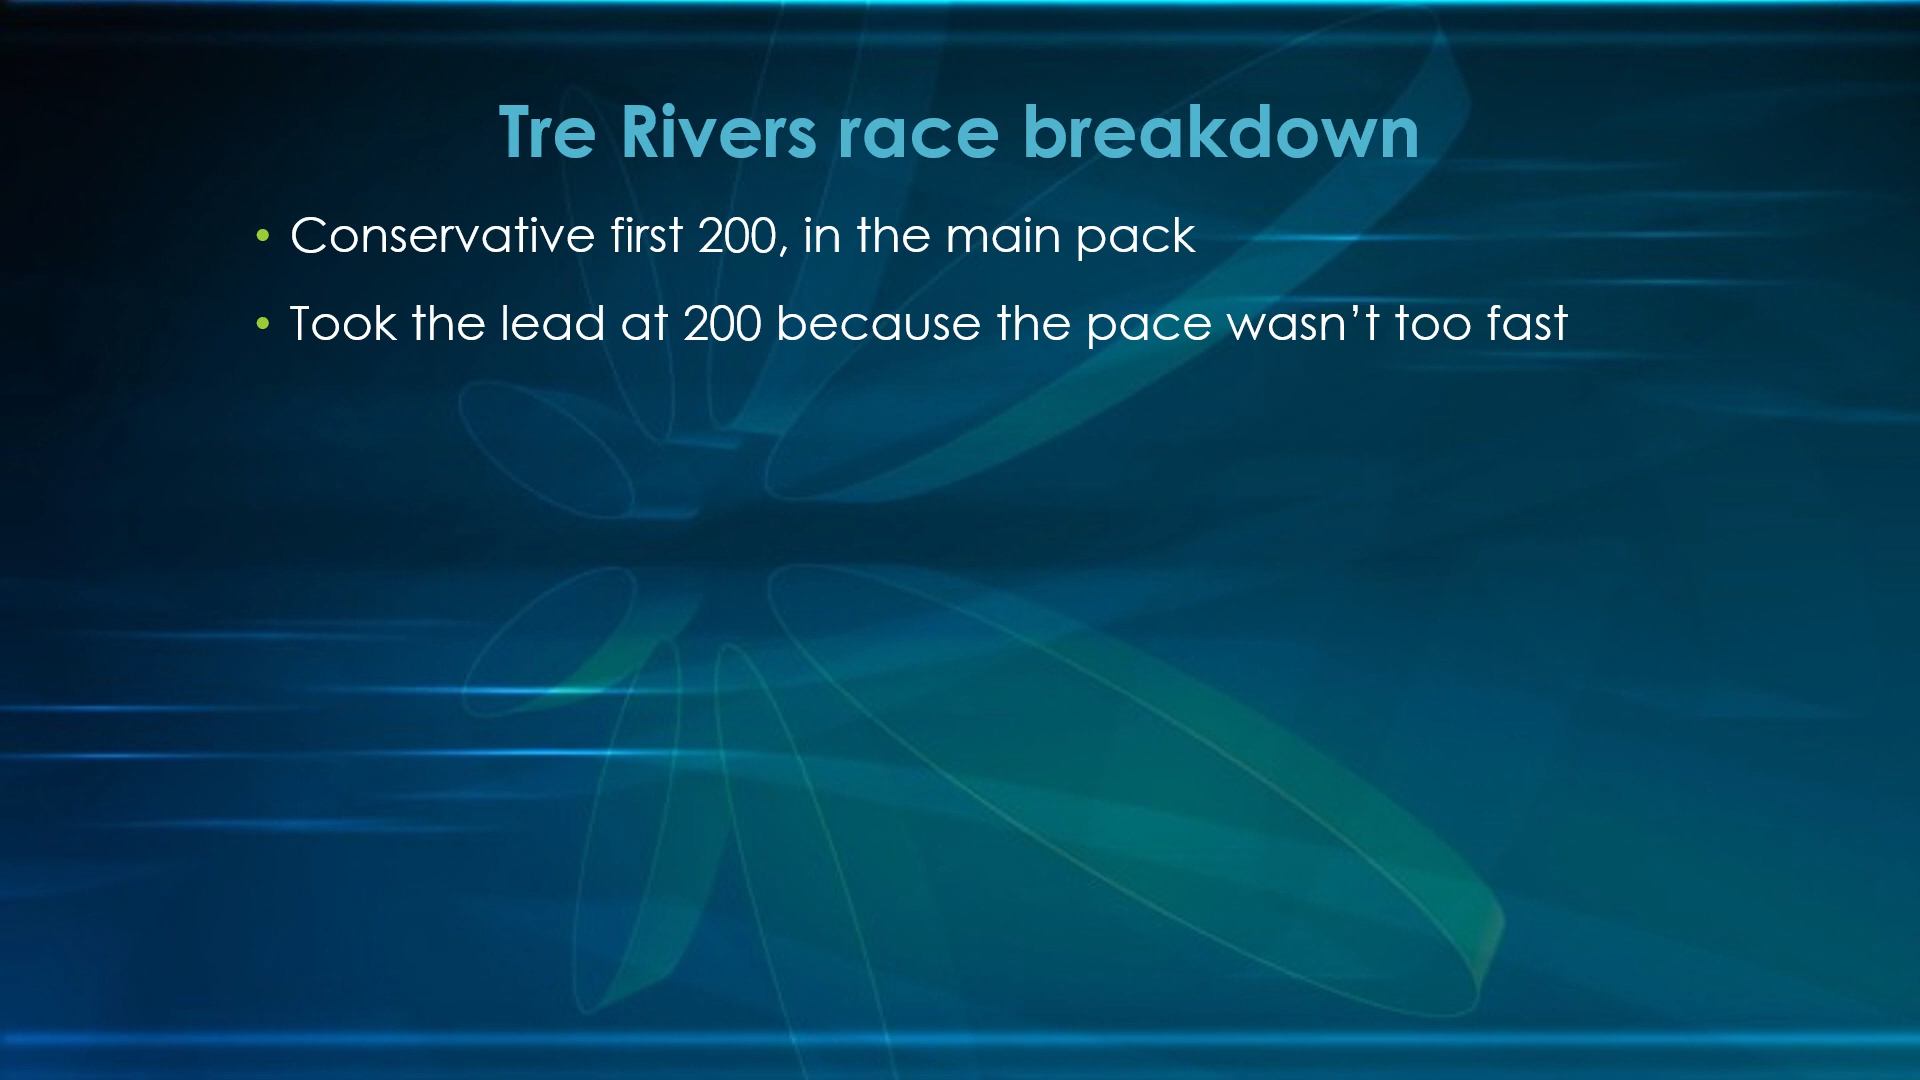 Tre Rivers race breakdown
• Conservative first 200, in the main pack
• Took the lead at 200 because the pace wasn’t too fast